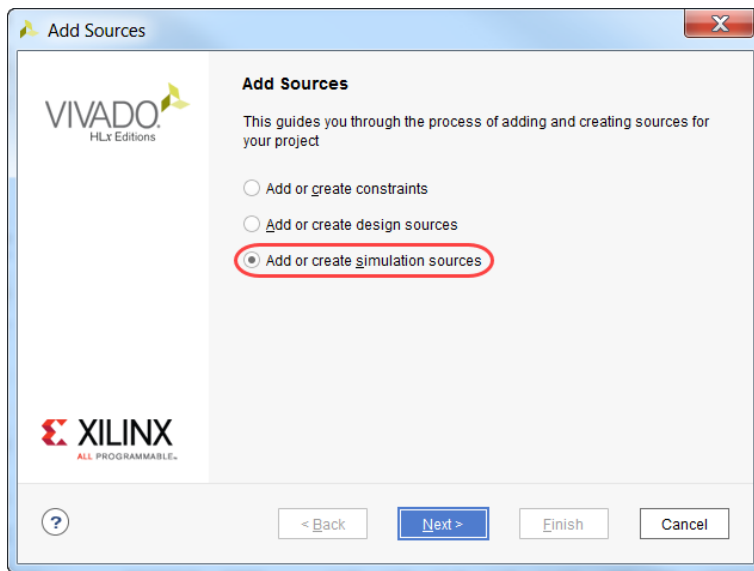 Add Sources
X
VIVADO.
HLx Editions
Add Sources
This guides you through the process of adding and creating sources for
your project
Add or create constraints
Add or create design sources
Add or create simulation sources
XILINX
ALL PROGRAMMABLE™
?
< Back
Next >
Finish
Cancel